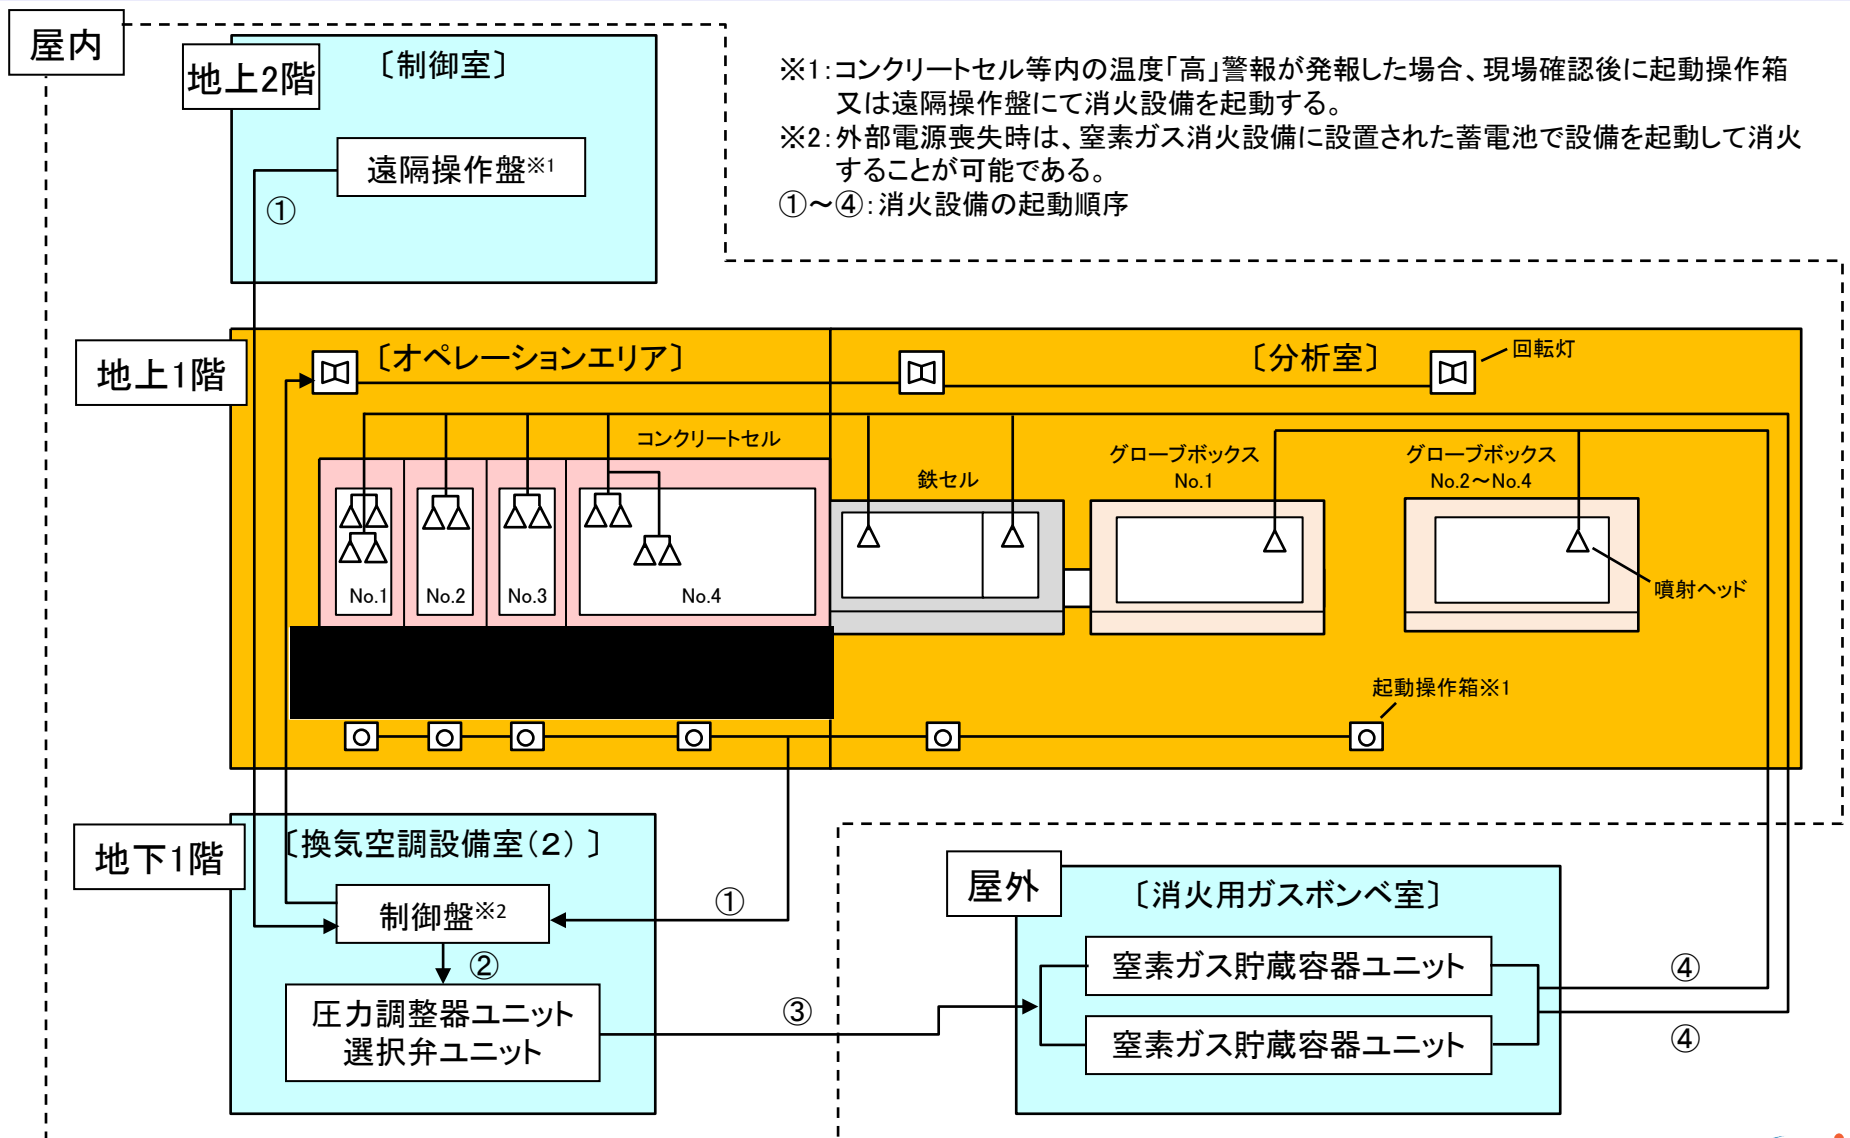 屋内
地上2階
〔制御室〕
遠隔操作盤※1
①
※1:コンクリートセル等内の温度「高」警報が発報した場合、現場確認後に起動操作箱
又は遠隔操作盤にて消火設備を起動する。
※2:外部電源喪失時は、窒素ガス消火設備に設置された蓄電池で設備を起動して消火
することが可能である。
①～④:消火設備の起動順序
地上1階
〔オペレーションエリア〕
〔分析室〕
回転灯
コンクリートセル
鉄セル
グローブボックス
No.1
グローブボックス
No.2～No.4
No.1
No.2
No.3
No.4
噴射ヘッド
起動操作箱※1
地下1階
〔換気空調設備室(2)〕
制御盤※2
①
②
圧力調整器ユニット
選択弁ユニット
③
屋外
〔消火用ガスボンベ室〕
窒素ガス貯蔵容器ユニット
窒素ガス貯蔵容器ユニット
④
④